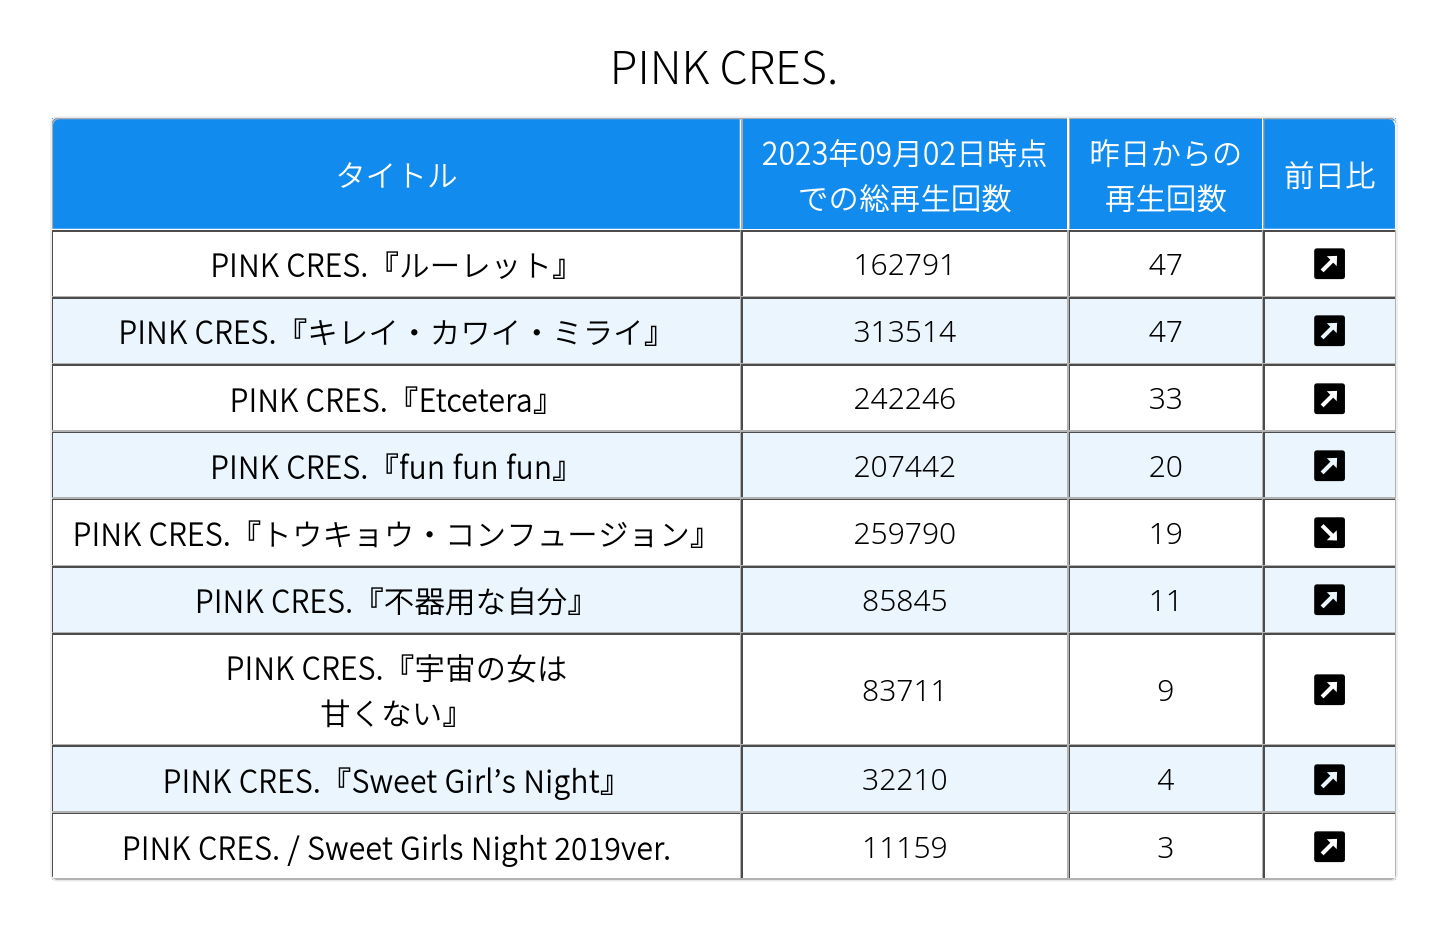 PINK CRES.
タイトル
2023年09月02日時点
での総再生回数
昨日からの
再生回数
前日比
PINK CRES.『ルーレット』 162791 47
PINK CRES.『キレイ・カワイ・ミライ』 313514 47
PINK CRES.『Etcetera』 242246 33
PINK CRES.『fun fun fun』 207442 20
PINK CRES.『トウキョウ・コンフュージョン』 259790 19
PINK CRES.『不器用な自分』 85845 11
PINK CRES.『宇宙の女は
甘くない』 83711 9
PINK CRES.『Sweet Girl’s Night』 32210 4
PINK CRES. / Sweet Girls Night 2019ver. 11159 3